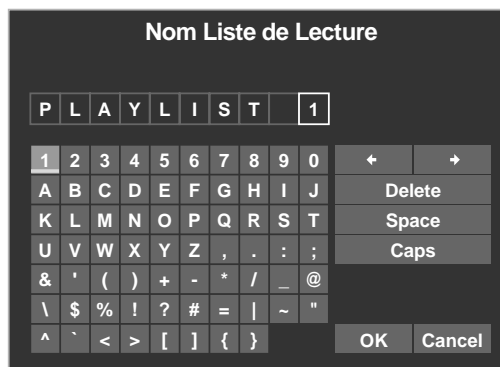 Nom Liste de Lecture
P L A Y L I S T 1
1 2 3 4 5 6 7 8 9 0
A B C D E F G H I J Delete
K L M N O P Q R S T Space
U V W X Y Z , . : ; Caps
& ' ( ) + - * / _ @
\ $ % ! ? # = | ~ "
^ ` < > [ ] { } OK Cancel